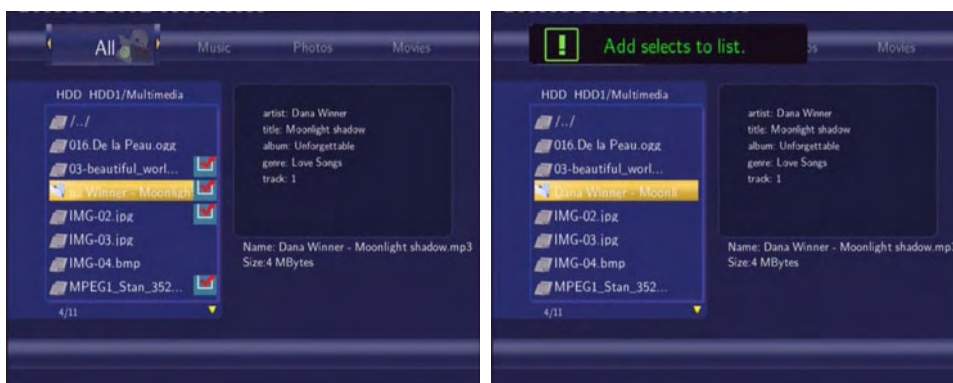 All
Music
Photos
Movies
HDD HDD1/Multimedia
/../
016.De la Peau.ogg
03-beautiful_worl...
Winner - Moonligh
IMG-02.jpg
IMG-03.jpg
IMG-04.bmp
MPEG1_Stan_352...
4/11
artist: Dana Winner
title: Moonlight shadow
album: Unforgettable
genre: Love Songs
track: 1
Name: Dana Winner - Moonlight shadow.mp3
Size:4 MBytes
! Add selects to list.
Movies
HDD HDD1/Multimedia
/../
016.De la Peau.ogg
03-beautiful_worl...
Dana Winner - Moonli
IMG-02.jpg
IMG-03.jpg
IMG-04.bmp
MPEG1_Stan_352...
4/11
artist: Dana Winner
title: Moonlight shadow
album: Unforgettable
genre: Love Songs
track: 1
Name: Dana Winner - Moonlight shadow.mp
Size:4 MBytes